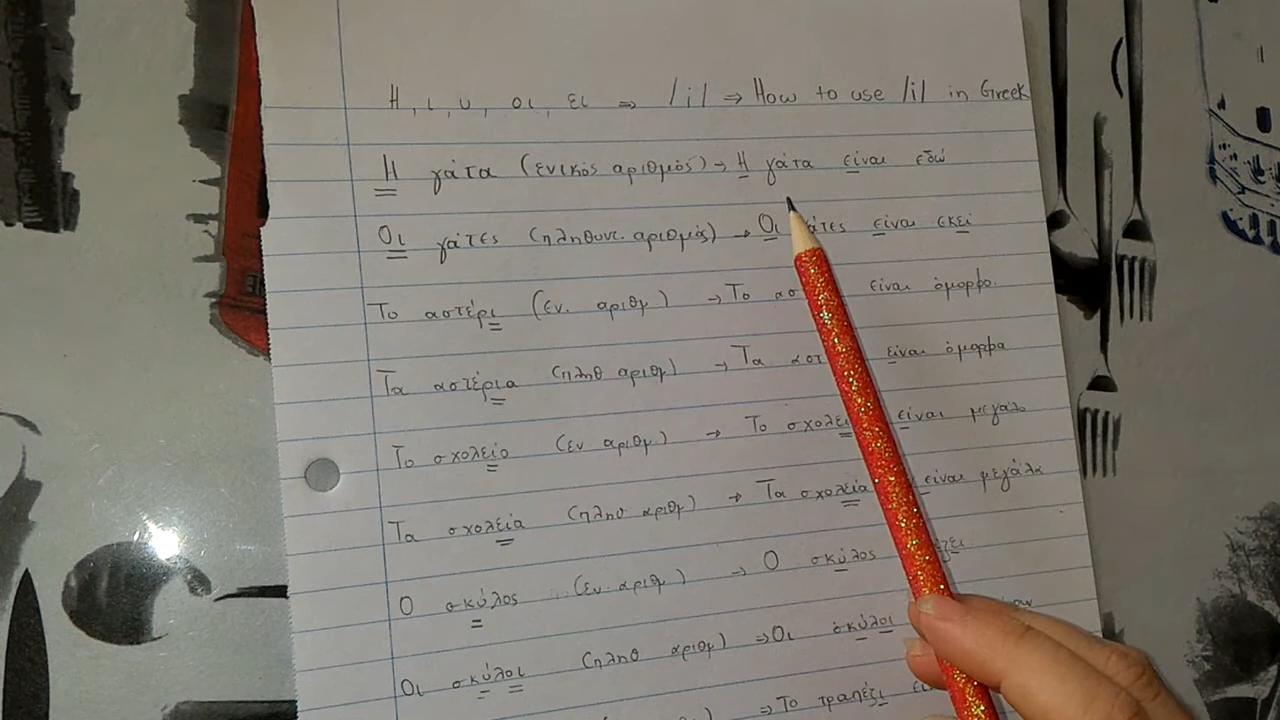 Η, ι, υ, οι, ει ⇒ /i/ ⇒ How to use /i/ in Greek
Η γάτα (ενικός αριθμός) → Η γάτα είναι εδώ
Οι γάτες (πληθυντ. αριθμός) → Οι είναι εκεί
Το αστέρι (εν. αριθμ) → Το είναι όμορφο.
Τα αστέρια (πληθ αριθμ) → Τα είναι όμορφα
Το σχολείο (εν αριθμ.) → Το είναι μεγάλο
Τα σχολεία (πληθ αριθμ) → Τα σχολεία είναι μεγάλα
Ο σκύλος (εν. αριθμ) → Ο σκύλος
Οι σκύλοι (πληθ αριθμ) ⇒ Οι σκύλοι
⇒ Το τραπέζι